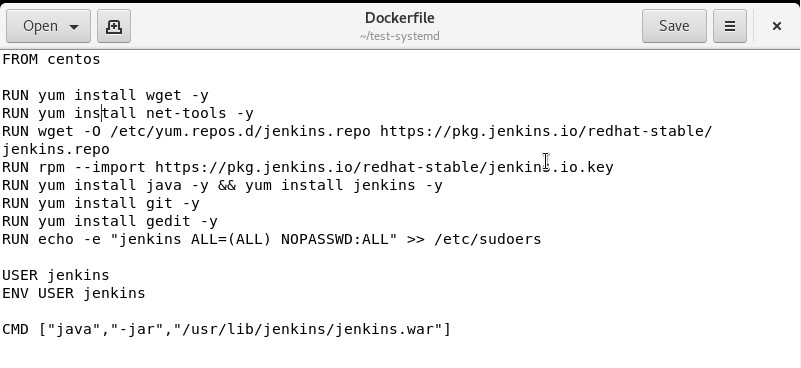 Open
Dockerfile
~/test-systemd
Save
FROM centos
RUN yum install wget -y
RUN yum install net-tools -y
RUN wget -O /etc/yum.repos.d/jenkins.repo https://pkg.jenkins.io/redhat-stable/
jenkins.repo
RUN rpm --import https://pkg.jenkins.io/redhat-stable/jenkins.io.key
RUN yum install java -y && yum install jenkins -y
RUN yum install git -y
RUN yum install gedit -y
RUN echo -e "jenkins ALL=(ALL) NOPASSWD:ALL" >> /etc/sudoers
USER jenkins
ENV USER jenkins
CMD ["java","-jar","/usr/lib/jenkins/jenkins.war"]